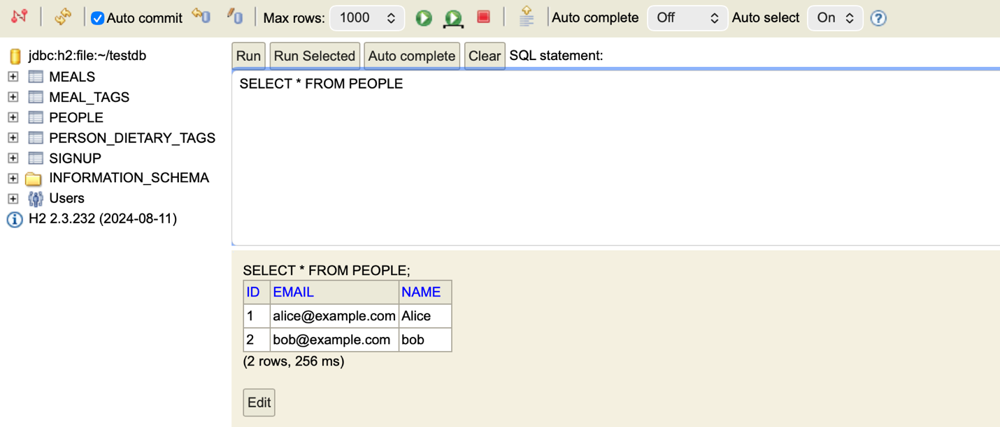 Auto commit Max rows: 1000 Auto complete Off Auto select On
jdbc:h2:file:~/testdb
MEALS
MEAL_TAGS
PEOPLE
PERSON_DIETARY_TAGS
SIGNUP
INFORMATION_SCHEMA
Users
H2 2.3.232 (2024-08-11)
Run Run Selected Auto complete Clear SQL statement:
SELECT * FROM PEOPLE
SELECT * FROM PEOPLE;
ID EMAIL NAME
1 alice@example.com Alice
2 bob@example.com bob
(2 rows, 256 ms)
Edit